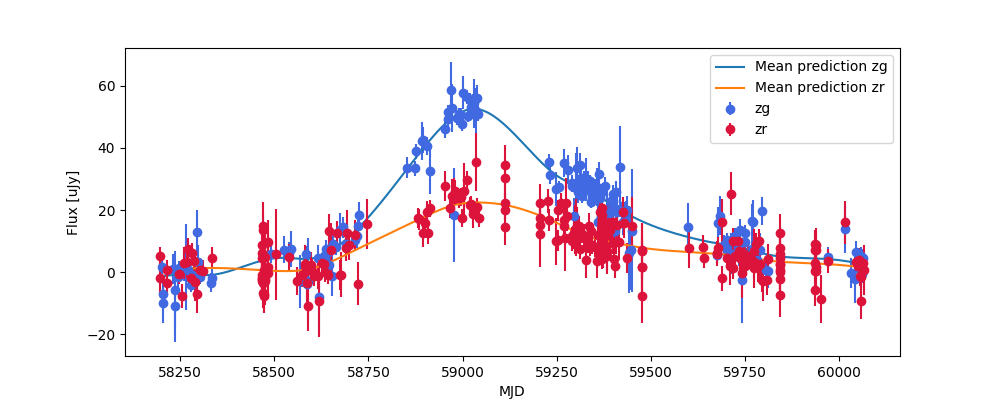 Flux [uJy]
60
40
20
0
−20
58250 58500 58750 59000 59250 59500 59750 60000
MJD
Mean prediction zg
Mean prediction zr
zg
zr